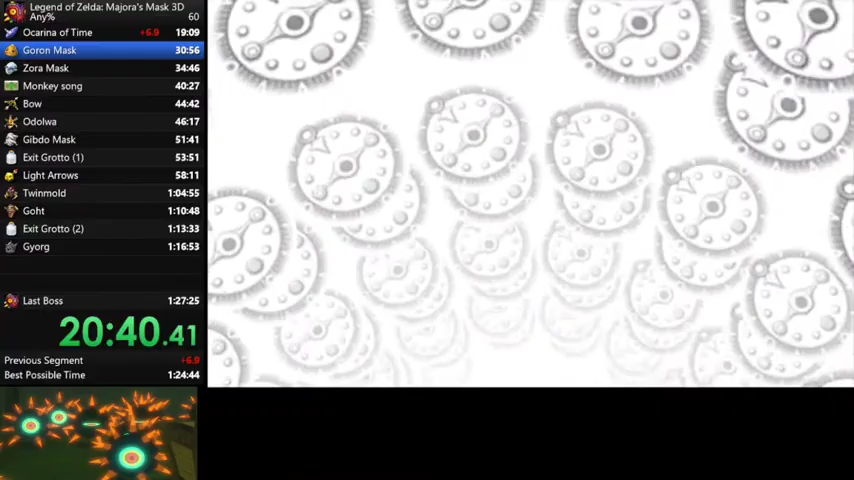 Legend of Zelda: Majora's Mask 3D
Any% 60
Ocarina of Time +6.9 19:09
Goron Mask 30:56
Zora Mask 34:46
Monkey song 40:27
Bow 44:42
Odolwa 46:17
Gibdo Mask 51:41
Exit Grotto (1) 53:51
Light Arrows 58:11
Twinmold 1:04:55
Goht 1:10:48
Exit Grotto (2) 1:13:33
Gyorg 1:16:53
Last Boss 1:27:25
20:40.41
Previous Segment +6.9
Best Possible Time 1:24:44